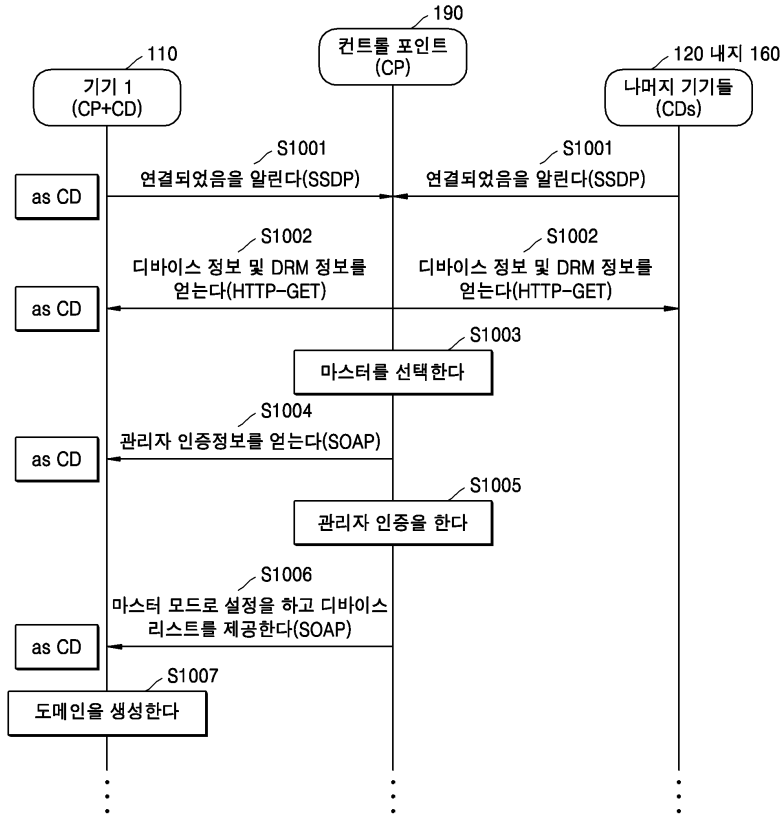 190
컨트롤 포인트
(CP)
110
기기 1
(CP+CD)
120 내지 160
나머지 기기들
(CDs)
S1001
연결되었음을 알린다(SSDP)
S1001
연결되었음을 알린다(SSDP)
as CD
S1002
디바이스 정보 및 DRM 정보를
얻는다(HTTP-GET)
S1002
디바이스 정보 및 DRM 정보를
얻는다(HTTP-GET)
as CD
S1003
마스터를 선택한다
S1004
관리자 인증정보를 얻는다(SOAP)
as CD
S1005
관리자 인증을 한다
S1006
마스터 모드로 설정을 하고 디바이스
리스트를 제공한다(SOAP)
as CD
S1007
도메인을 생성한다